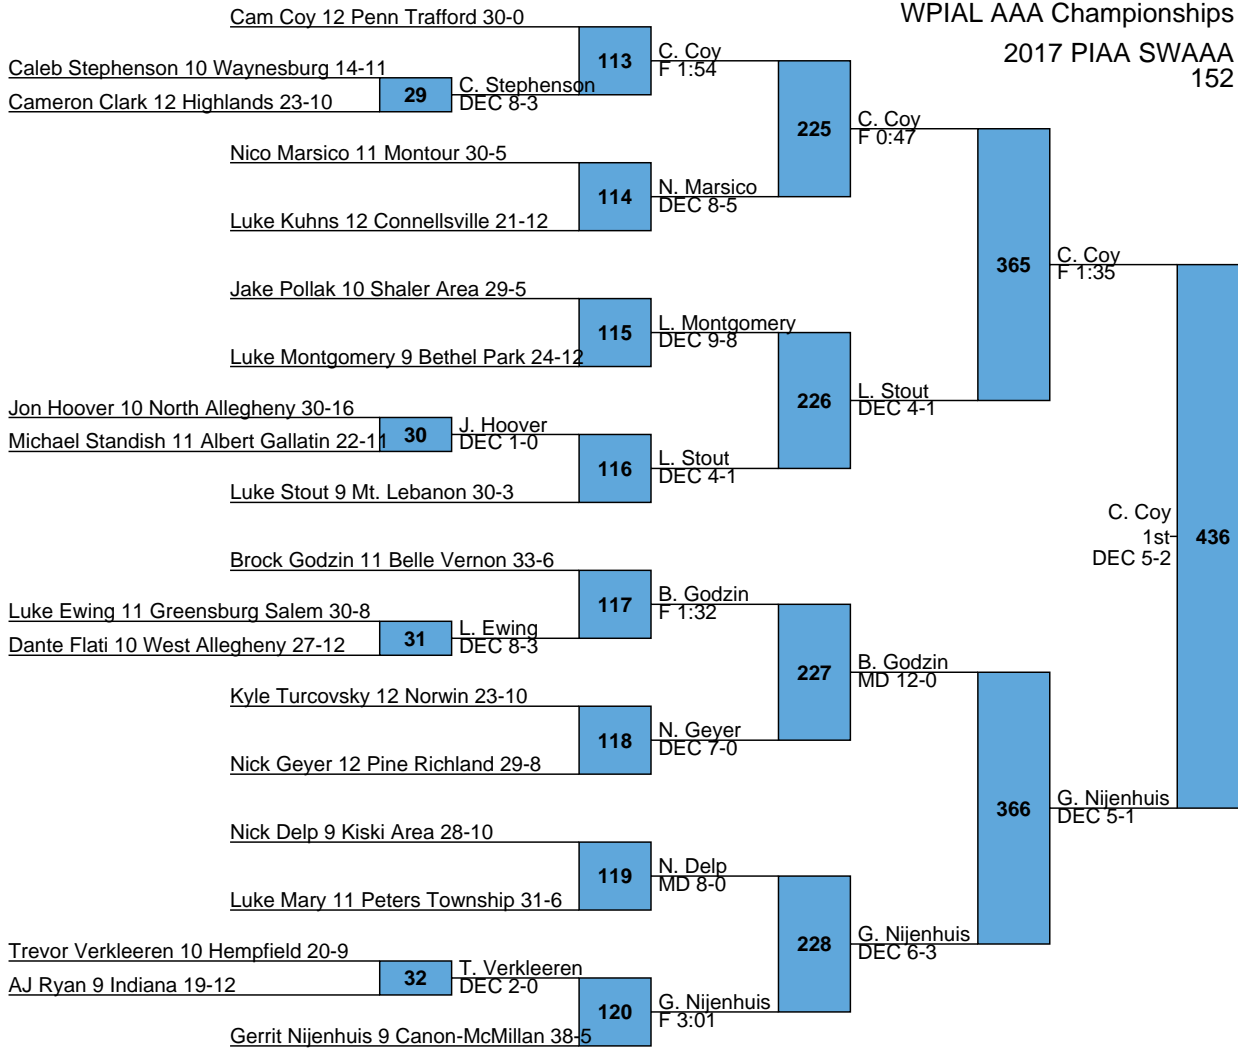 WPIAL AAA Championships
2017 PIAA SWAAA
152
Cam Coy 12 Penn Trafford 30-0
113
C. Coy
F 1:54
Caleb Stephenson 10 Waynesburg 14-11
29
C. Stephenson
DEC 8-3
Cameron Clark 12 Highlands 23-10
225
C. Coy
F 0:47
Nico Marsico 11 Montour 30-5
114
N. Marsico
DEC 8-5
Luke Kuhns 12 Connellsville 21-12
365
C. Coy
F 1:35
Jake Pollak 10 Shaler Area 29-5
115
L. Montgomery
DEC 9-8
Luke Montgomery 9 Bethel Park 24-12
226
L. Stout
DEC 4-1
Jon Hoover 10 North Allegheny 30-16
30
J. Hoover
DEC 1-0
Michael Standish 11 Albert Gallatin 22-11
116
L. Stout
DEC 4-1
Luke Stout 9 Mt. Lebanon 30-3
C. Coy
1st
DEC 5-2
436
Brock Godzin 11 Belle Vernon 33-6
117
B. Godzin
F 1:32
Luke Ewing 11 Greensburg Salem 30-8
31
L. Ewing
DEC 8-3
Dante Flati 10 West Allegheny 27-12
227
B. Godzin
MD 12-0
Kyle Turcovsky 12 Norwin 23-10
118
N. Geyer
DEC 7-0
Nick Geyer 12 Pine Richland 29-8
366
G. Nijenhuis
DEC 5-1
Nick Delp 9 Kiski Area 28-10
119
N. Delp
MD 8-0
Luke Mary 11 Peters Township 31-6
228
G. Nijenhuis
DEC 6-3
Trevor Verkleeren 10 Hempfield 20-9
32
T. Verkleeren
DEC 2-0
AJ Ryan 9 Indiana 19-12
120
G. Nijenhuis
F 3:01
Gerrit Nijenhuis 9 Canon-McMillan 38-5